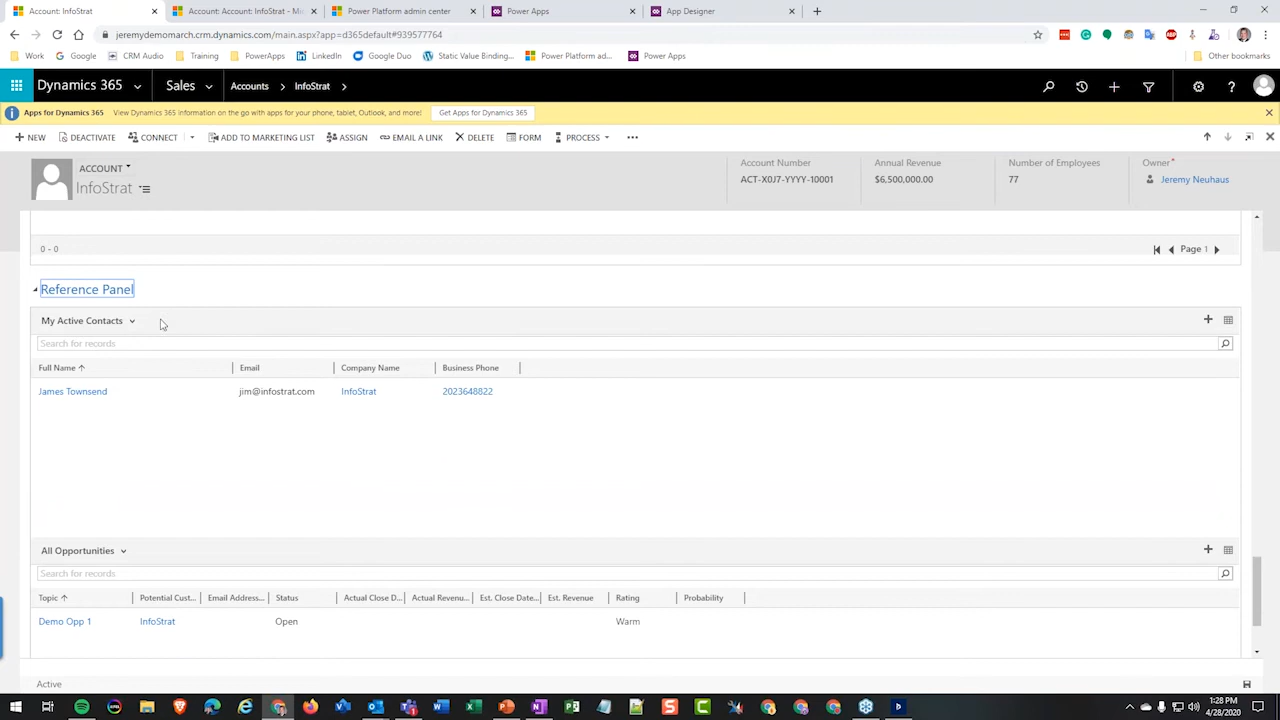 Account: InfoStrat
Account: Account: InfoStrat - Mic
Power Platform admin center
Power Apps
App Designer
jeremydemomarch.crm.dynamics.com/main.aspx?app=d365default#939577764
Work Google CRM Audio Training PowerApps LinkedIn Google Duo Static Value Binding... Power Platform ad... Power Apps Other bookmarks
Dynamics 365 Sales Accounts InfoStrat
Apps for Dynamics 365 View Dynamics 365 information on the go with apps for your phone, tablet, Outlook, and more! Get Apps for Dynamics 365
NEW DEACTIVATE CONNECT ADD TO MARKETING LIST ASSIGN EMAIL A LINK DELETE FORM PROCESS
ACCOUNT
InfoStrat
Account Number Annual Revenue Number of Employees Owner*
ACT-X0J7-YYYY-10001 $6,500,000.00 77 Jeremy Neuhaus
0 - 0 Page 1
Reference Panel
My Active Contacts
Search for records
Full Name Email Company Name Business Phone
James Townsend jim@infostrat.com InfoStrat 2023648822
All Opportunities
Search for records
Topic Potential Cust... Email Address... Status Actual Close D... Actual Revenu... Est. Close Date... Est. Revenue Rating Probability
Demo Opp 1 InfoStrat Open Warm
Active
1:28 PM
4/28/2020